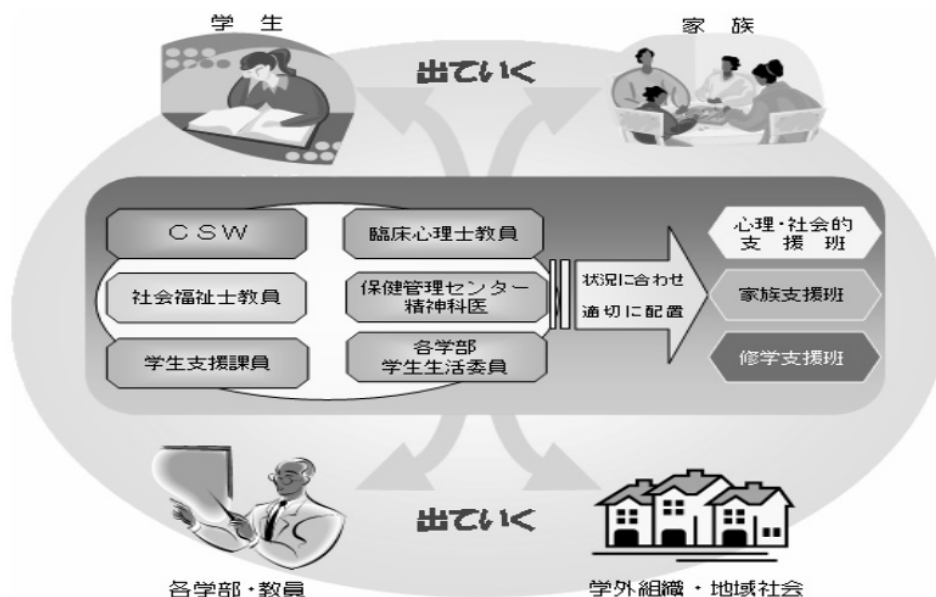 学 生
家 族
出ていく
CSW
臨床心理士教員
社会福祉士教員
保健管理センター
精神科医
学生支援課員
各学部
学生生活委員
状況に合わせ
適切に配置
心理・社会的
支 援 班
家族支援班
修学支援班
出ていく
各学部・教員
学外組織・地域社会